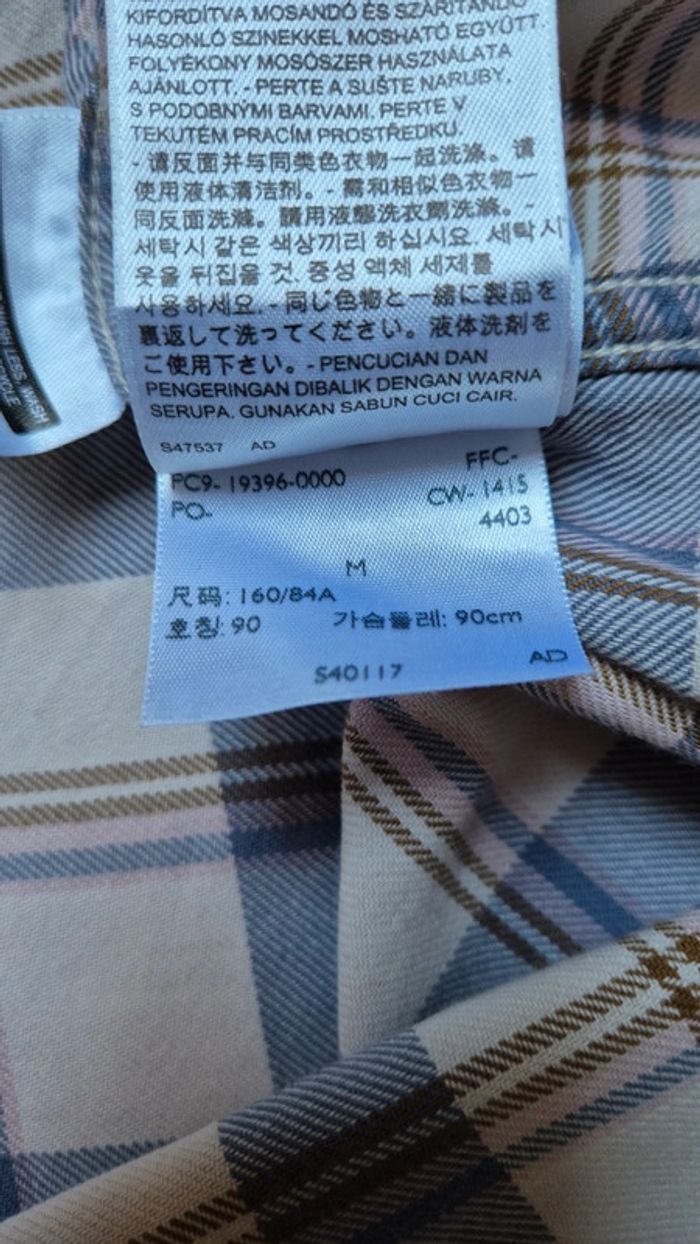 KIFORDÍTVA MOSANDÓ ÉS SZÁRÍTANDÓ
HASONLÓ SZINEKKEL MOSHATÓ EGYÜTT.
FOLYÉKONY MOSÓSZER HASZNÁLATA
AJÁNLOTT. - PERTE A SUŠTE NARUBY.
S PODOBNÝMI BARVAMI. PERTE V
TEKUTÉM PRACÍM PROSTŘEDKU.
- 请反面并与同类色衣物一起洗涤。请
使用液体清洁剂。- 需和相似色衣物一
同反面洗滌。請用液態洗衣劑洗滌。-
세탁시 같은 색상끼리 하십시요. 세탁시
옷을 뒤집을 것. 중성 액체 세제를
사용하세요. - 同じ色物と一緒に製品を
裏返して洗ってください。液体洗剤を
ご使用下さい。- PENCUCIAN DAN
PENGERINGAN DIBALIK DENGAN WARNA
SERUPA. GUNAKAN SABUN CUCI CAIR.
S47537 AD
PC9- 19396-0000 FFC-
PO- CW- 1415
4403
M
尺码: 160/84A
호칭: 90 가슴둘레: 90cm
S40117 AD
LESS, WASH